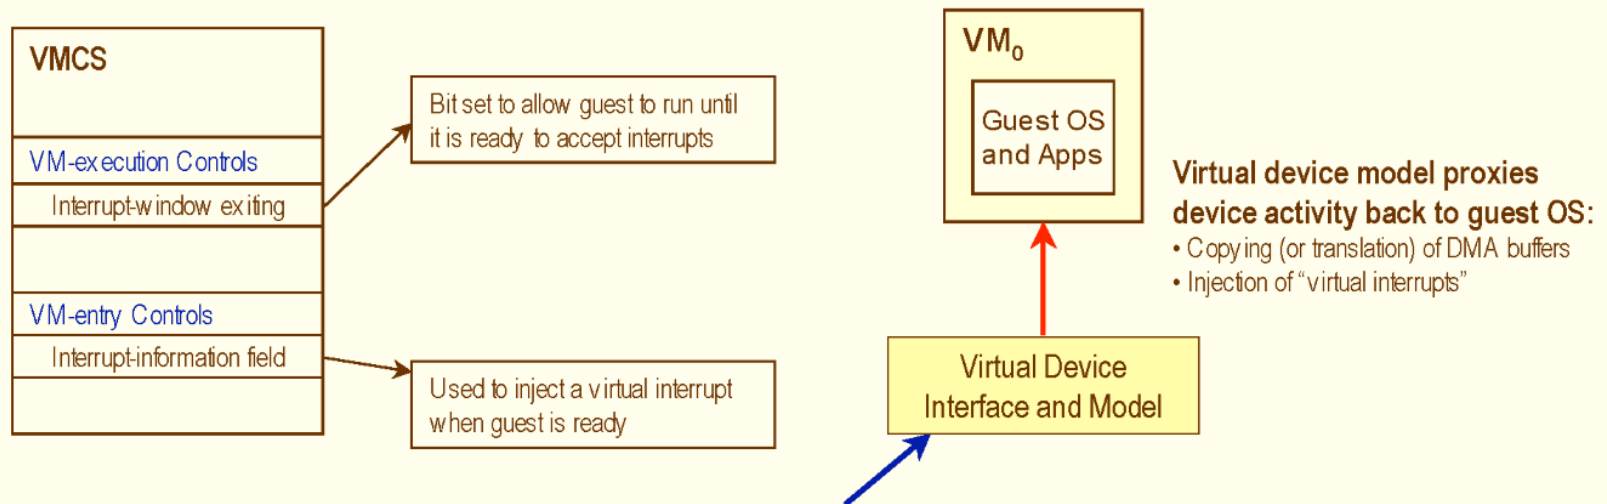 VMCS
VM-execution Controls
Interrupt-window exiting
VM-entry Controls
Interrupt-information field
Bit set to allow guest to run until
it is ready to accept interrupts
Used to inject a virtual interrupt
when guest is ready
VM₀
Guest OS
and Apps
Virtual device model proxies
device activity back to guest OS:
• Copying (or translation) of DMA buffers
• Injection of “virtual interrupts”
Virtual Device
Interface and Model